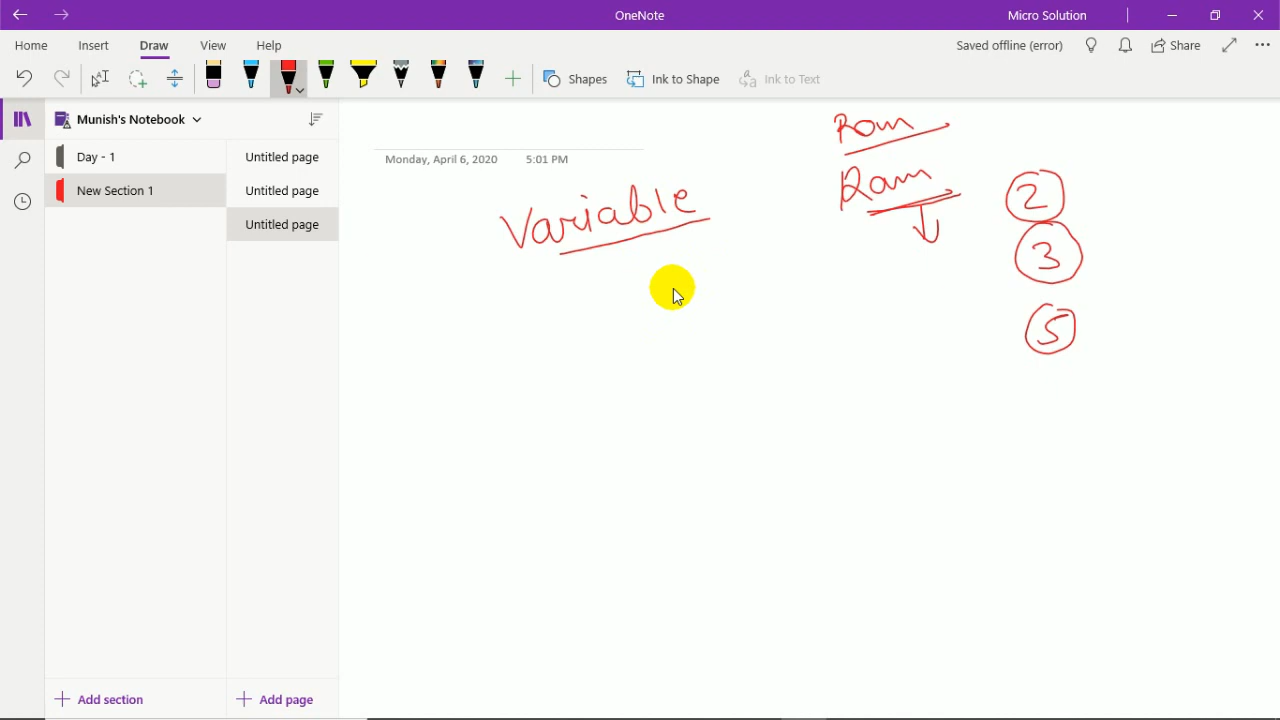 OneNote
Micro Solution
Home Insert Draw View Help
Saved offline (error)
Share
Shapes
Ink to Shape
Ink to Text
Munish's Notebook
Day - 1
New Section 1
Untitled page
Untitled page
Untitled page
Add section
Add page
Monday, April 6, 2020 5:01 PM
Variable
Rom
Ram
2
3
5